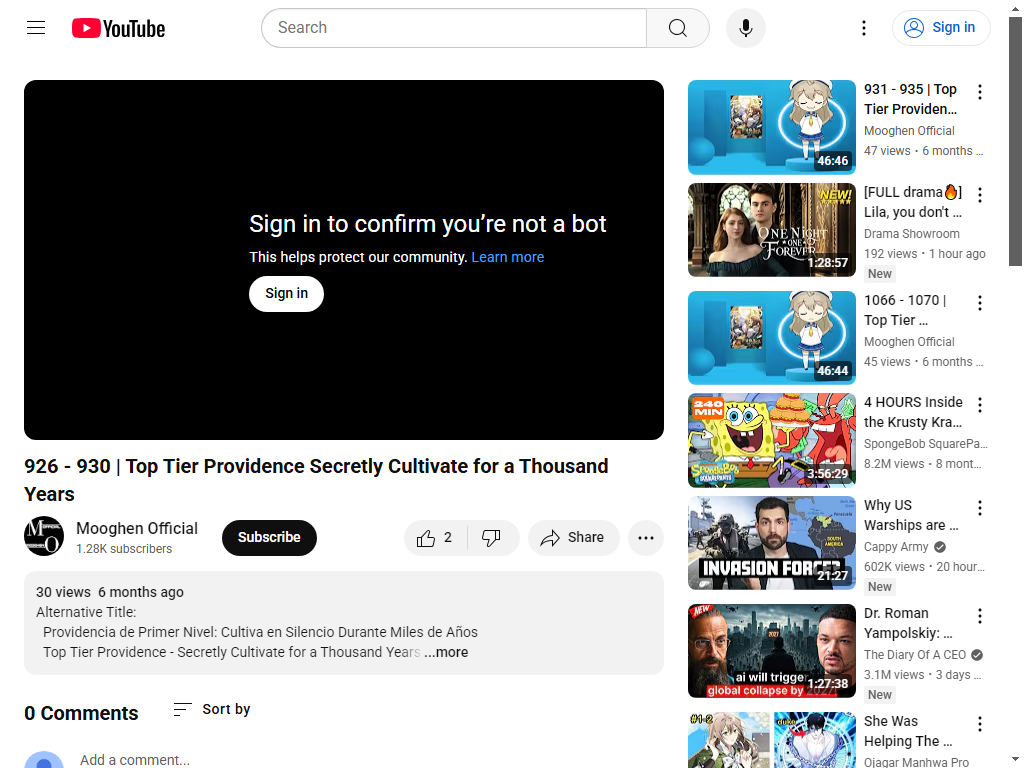 YouTube
Search
Sign in
Sign in to confirm you’re not a bot
This helps protect our community. Learn more
Sign in
926 - 930 | Top Tier Providence Secretly Cultivate for a Thousand
Years
Mooghen Official
1.28K subscribers
Subscribe
2
Share
30 views 6 months ago
Alternative Title:
Providencia de Primer Nivel: Cultiva en Silencio Durante Miles de Años
Top Tier Providence - Secretly Cultivate for a Thousand Years ...more
0 Comments
Sort by
Add a comment...
46:46
931 - 935 | Top
Tier Providen...
Mooghen Official
47 views • 6 months ...
NEW!
ONE NIGHT
ONE
FOREVER
1:28:57
[FULL drama🔥]
Lila, you don't ...
Drama Showroom
192 views • 1 hour ago
New
46:44
1066 - 1070 |
Top Tier ...
Mooghen Official
45 views • 6 months ...
240
MIN
SpongeBob
SQUAREPANTS
3:56:29
4 HOURS Inside
the Krusty Kra...
SpongeBob SquarePa...
8.2M views • 8 mont...
SOUTH
AMERICA
INVASION FORCE?
21:27
Why US
Warships are ...
Cappy Army
602K views • 20 hour...
New
NEW
2027
ai will trigger
global collapse by 2027!
1:27:38
Dr. Roman
Yampolskiy: ...
The Diary Of A CEO
3.1M views • 3 days ...
New
#1-2
She Was
Helping The ...
Ojagar Manhwa Pro